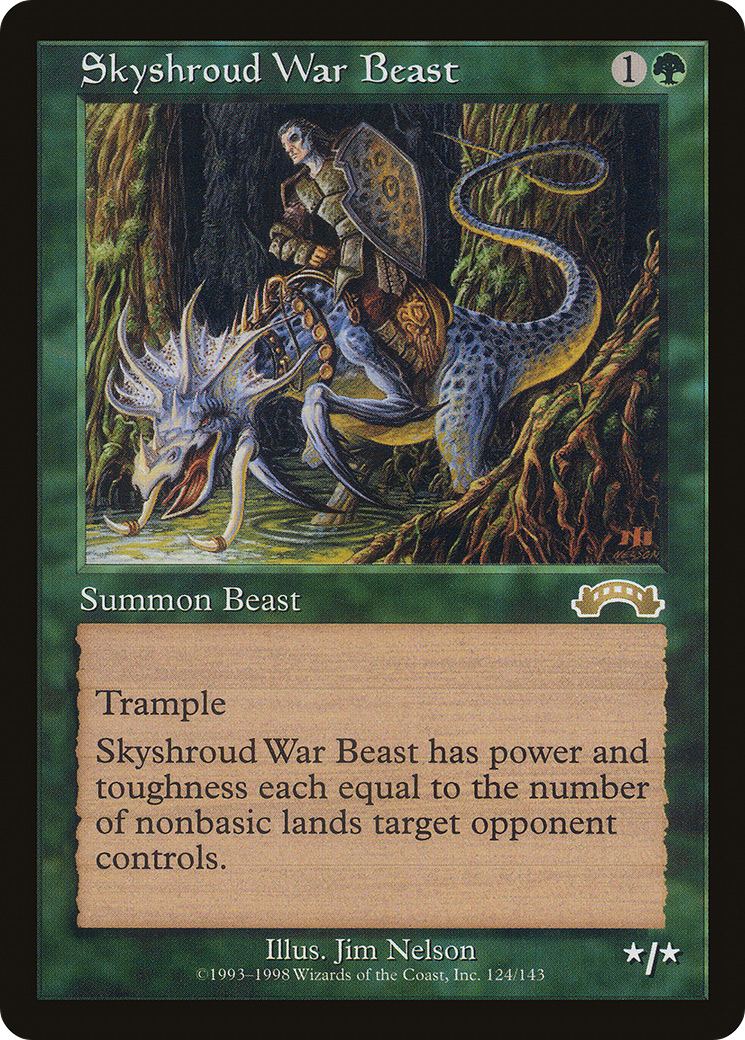 Skyshroud War Beast 1
NELSON
Summon Beast
Trample
Skyshroud War Beast has power and
toughness each equal to the number
of nonbasic lands target opponent
controls.
Illus. Jim Nelson
©1993–1998 Wizards of the Coast, Inc. 124/143
★/★